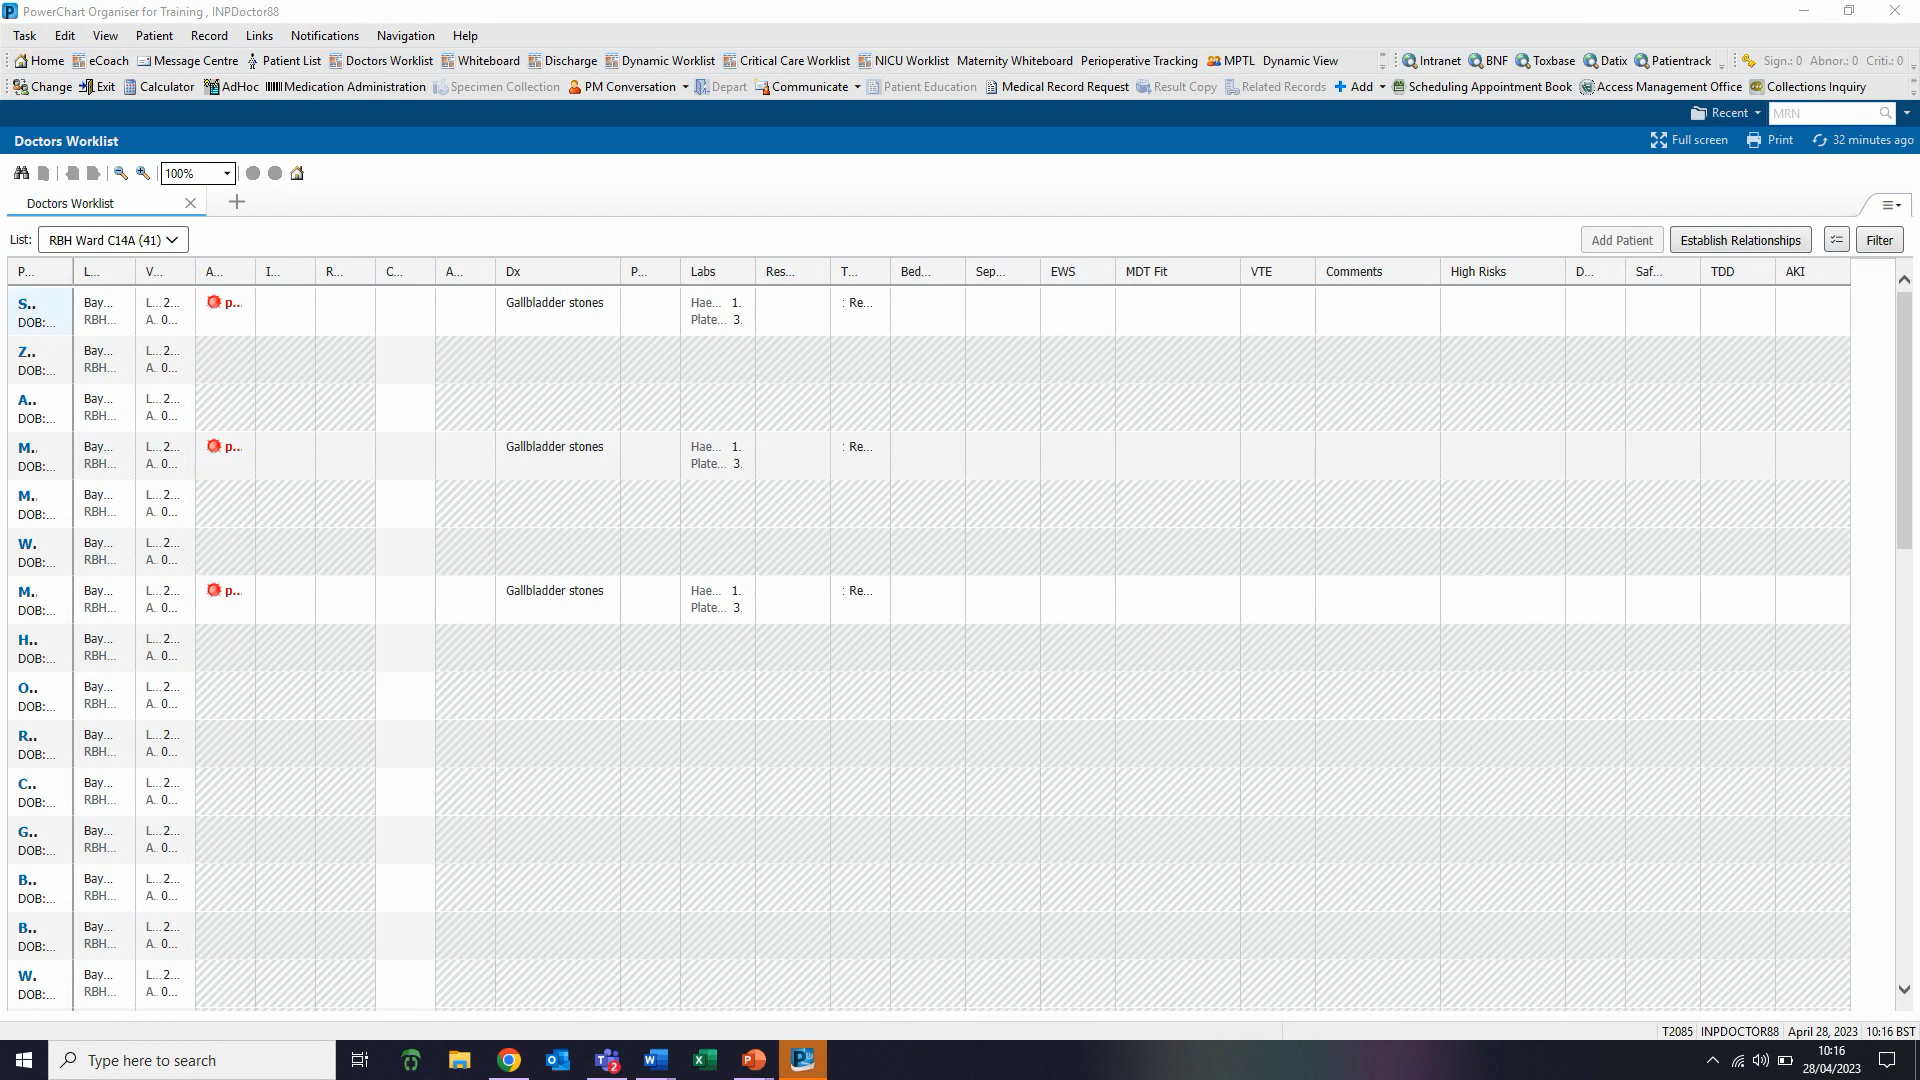 PowerChart Organiser for Training , INPDoctor88
Task Edit View Patient Record Links Notifications Navigation Help
Home eCoach Message Centre Patient List Doctors Worklist Whiteboard Discharge Dynamic Worklist Critical Care Worklist NICU Worklist Maternity Whiteboard Perioperative Tracking MPTL Dynamic View Intranet BNF Toxbase Datix Patientrack Sign.: 0 Abnor.: 0 Criti.: 0
Change Exit Calculator AdHoc Medication Administration Specimen Collection PM Conversation Depart Communicate Patient Education Medical Record Request Result Copy Related Records Add Scheduling Appointment Book Access Management Office Collections Inquiry
Recent MRN
Doctors Worklist Full screen Print 32 minutes ago
100%
Doctors Worklist
List: RBH Ward C14A (41) Add Patient Establish Relationships Filter
P... L... V... A... I... R... C... A... Dx P... Labs Res... T... Bed... Sep... EWS MDT Fit VTE Comments High Risks D... Saf... TDD AKI
S.. Bay... L... 2... p... Gallbladder stones Hae... 1. : Re...
DOB:... RBH... A. 0... Plate... 3.
Z.. Bay... L... 2...
DOB:... RBH... A. 0...
A.. Bay... L... 2...
DOB:... RBH... A. 0...
M.. Bay... L... 2... p... Gallbladder stones Hae... 1. : Re...
DOB:... RBH... A. 0... Plate... 3.
M.. Bay... L... 2...
DOB:... RBH... A. 0...
W. Bay... L... 2...
DOB:... RBH... A. 0...
M.. Bay... L... 2... p... Gallbladder stones Hae... 1. : Re...
DOB:... RBH... A. 0... Plate... 3.
H.. Bay... L... 2...
DOB:... RBH... A. 0...
O.. Bay... L... 2...
DOB:... RBH... A. 0...
R.. Bay... L... 2...
DOB:... RBH... A. 0...
C.. Bay... L... 2...
DOB:... RBH... A. 0...
G.. Bay... L... 2...
DOB:... RBH... A. 0...
B.. Bay... L... 2...
DOB:... RBH... A. 0...
B.. Bay... L... 2...
DOB:... RBH... A. 0...
W. Bay... L... 2...
DOB:... RBH... A. 0...
T2085 INPDOCTOR88 April 28, 2023 10:16 BST
Type here to search 2 10:16
28/04/2023